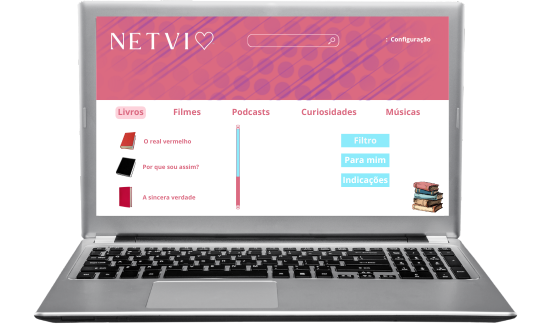 NETVI♡
: Configuração
Livros Filmes Podcasts Curiosidades Músicas
O real vermelho
Por que sou assim?
A sincera verdade
Filtro
Para mim
Indicações